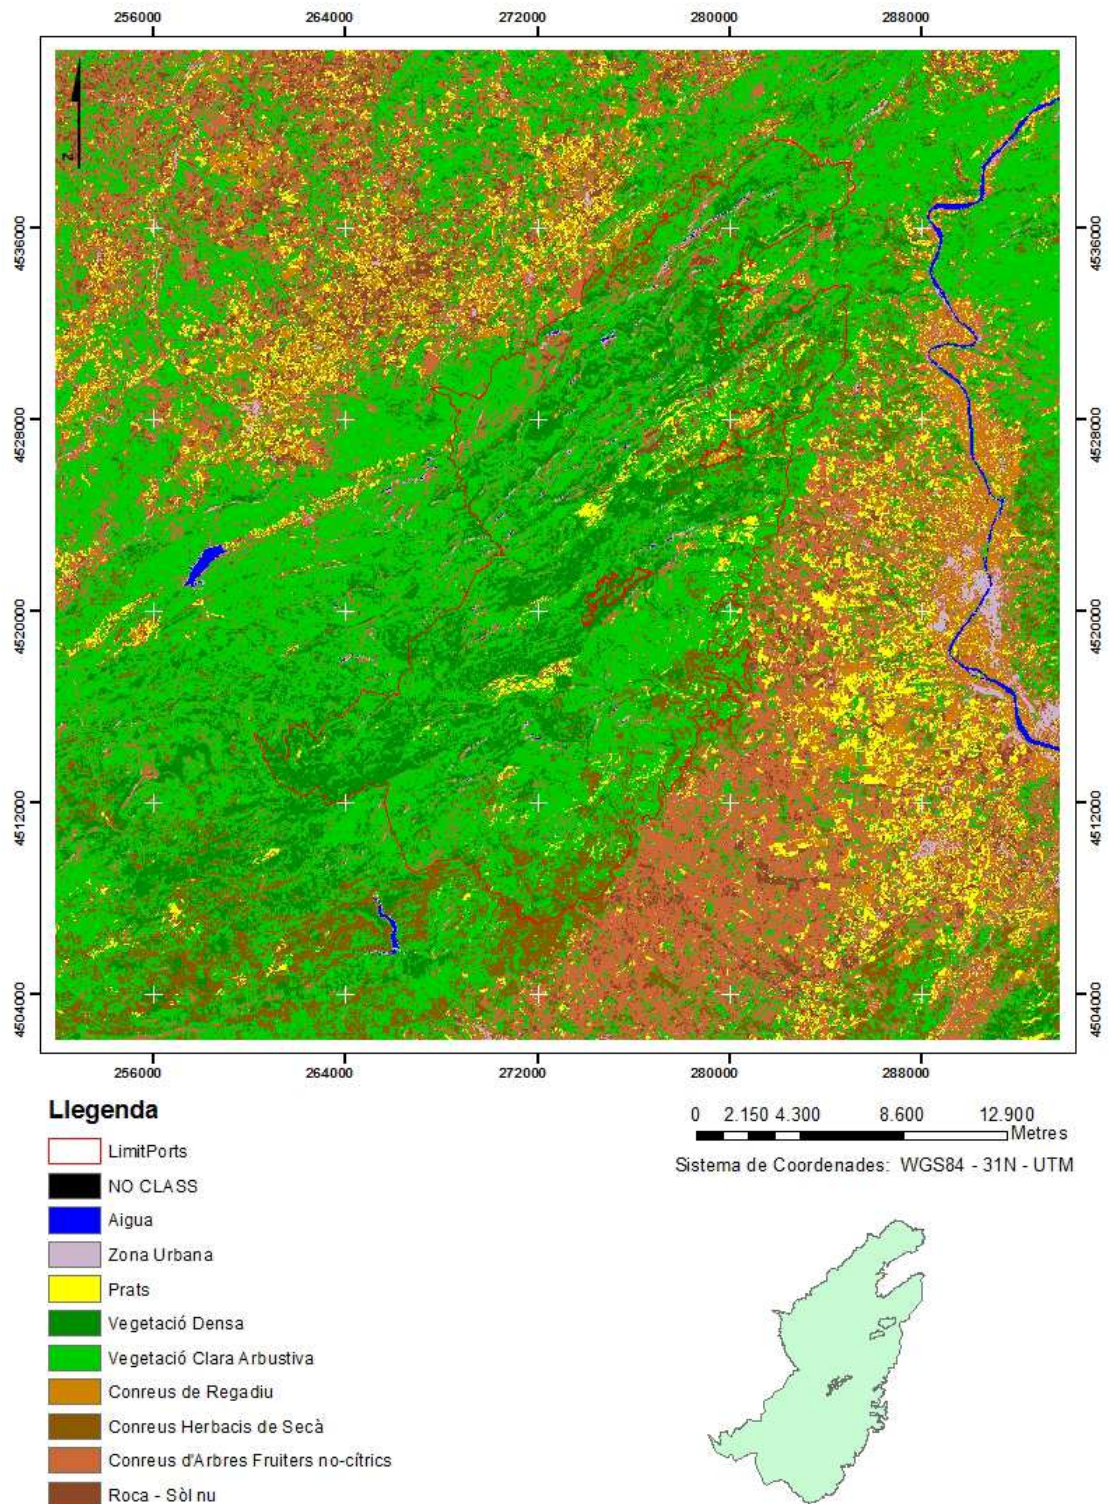 256000 264000 272000 280000 288000
N
4536000 4536000
4528000 4528000
4520000 4520000
4512000 4512000
4504000 4504000
256000 264000 272000 280000 288000
Llegenda
LimitPorts
NO CLASS
Aigua
Zona Urbana
Prats
Vegetació Densa
Vegetació Clara Arbustiva
Conreus de Regadiu
Conreus Herbacis de Secà
Conreus d'Arbres Fruiters no-cítrics
Roca - Sòl nu
0 2.150 4.300 8.600 12.900
Metres
Sistema de Coordenades: WGS84 - 31N - UTM